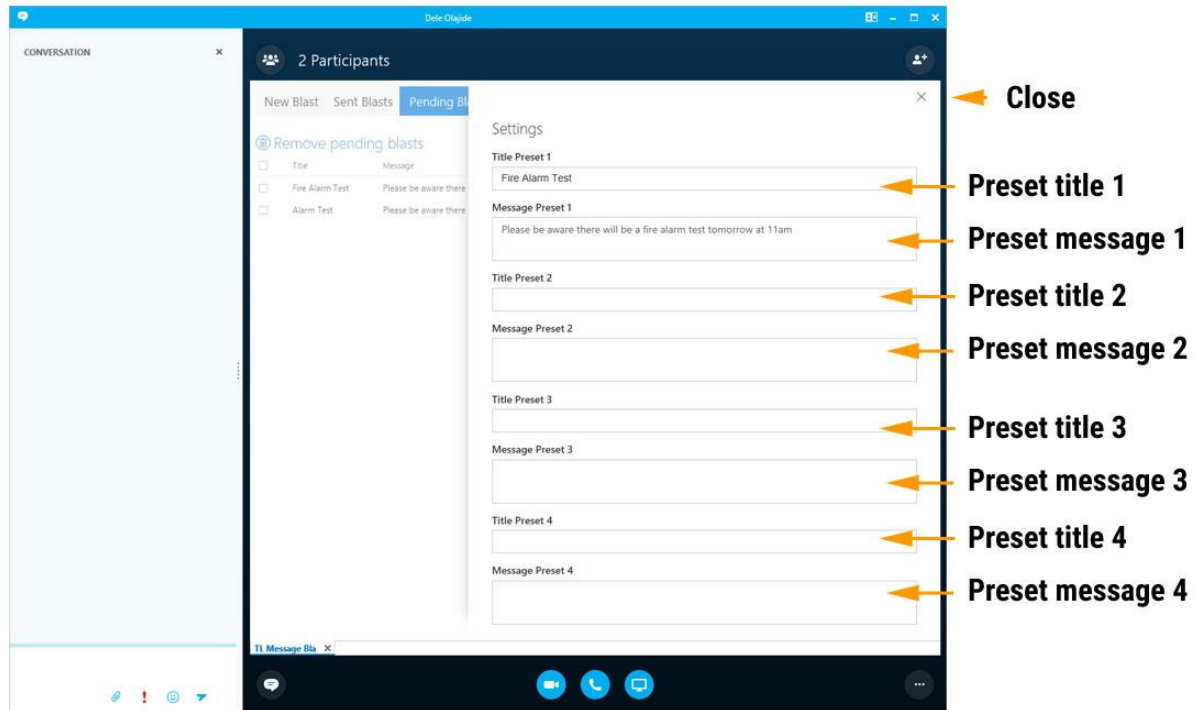 Dele Olajide
CONVERSATION
2 Participants
New Blast Sent Blasts Pending Bl
Remove pending blasts
Title Message
Fire Alarm Test Please be aware there
Alarm Test Please be aware there
Settings
Title Preset 1
Fire Alarm Test
Message Preset 1
Please be aware there will be a fire alarm test tomorrow at 11am
Title Preset 2
Message Preset 2
Title Preset 3
Message Preset 3
Title Preset 4
Message Preset 4
TL Message Bla
Close
Preset title 1
Preset message 1
Preset title 2
Preset message 2
Preset title 3
Preset message 3
Preset title 4
Preset message 4